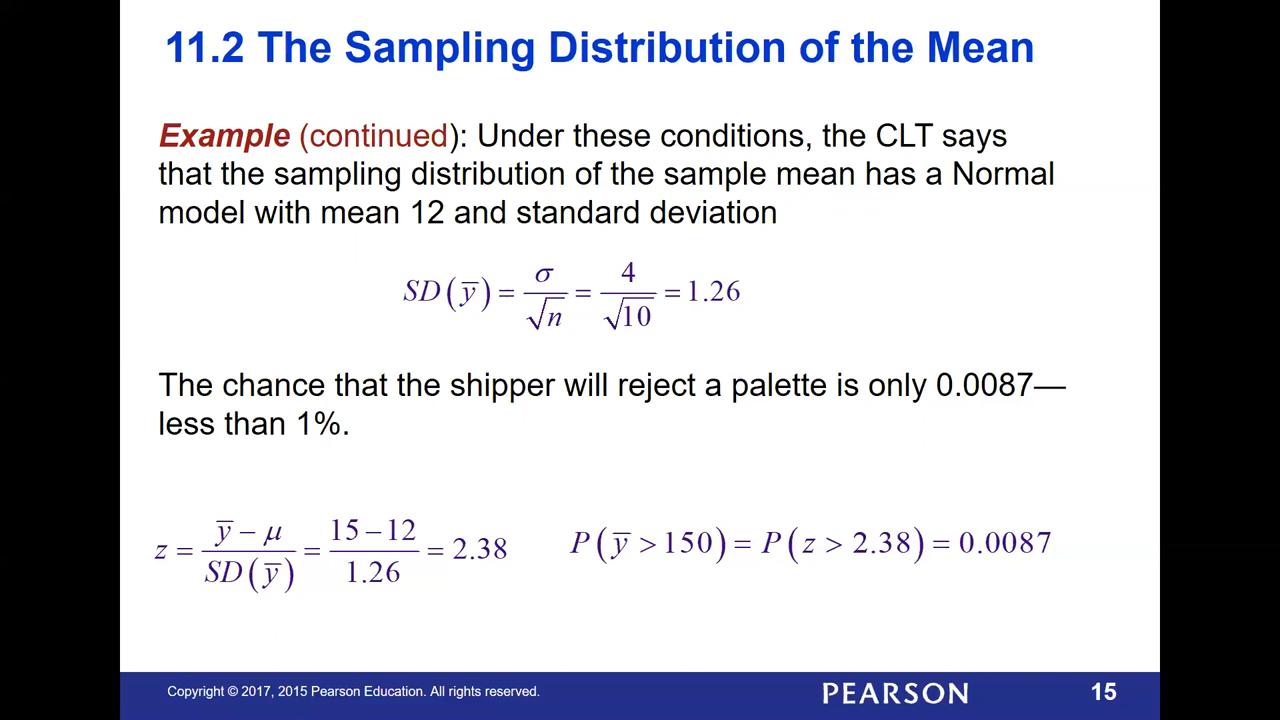 11.2 The Sampling Distribution of the Mean
Example (continued): Under these conditions, the CLT says
that the sampling distribution of the sample mean has a Normal
model with mean 12 and standard deviation
SD(y̅) = σ/√n = 4/√10 = 1.26
The chance that the shipper will reject a palette is only 0.0087—
less than 1%.
z = (y̅ − μ)/SD(y̅) = (15 − 12)/1.26 = 2.38
P(y̅ > 150) = P(z > 2.38) = 0.0087
Copyright © 2017, 2015 Pearson Education. All rights reserved.
PEARSON
15